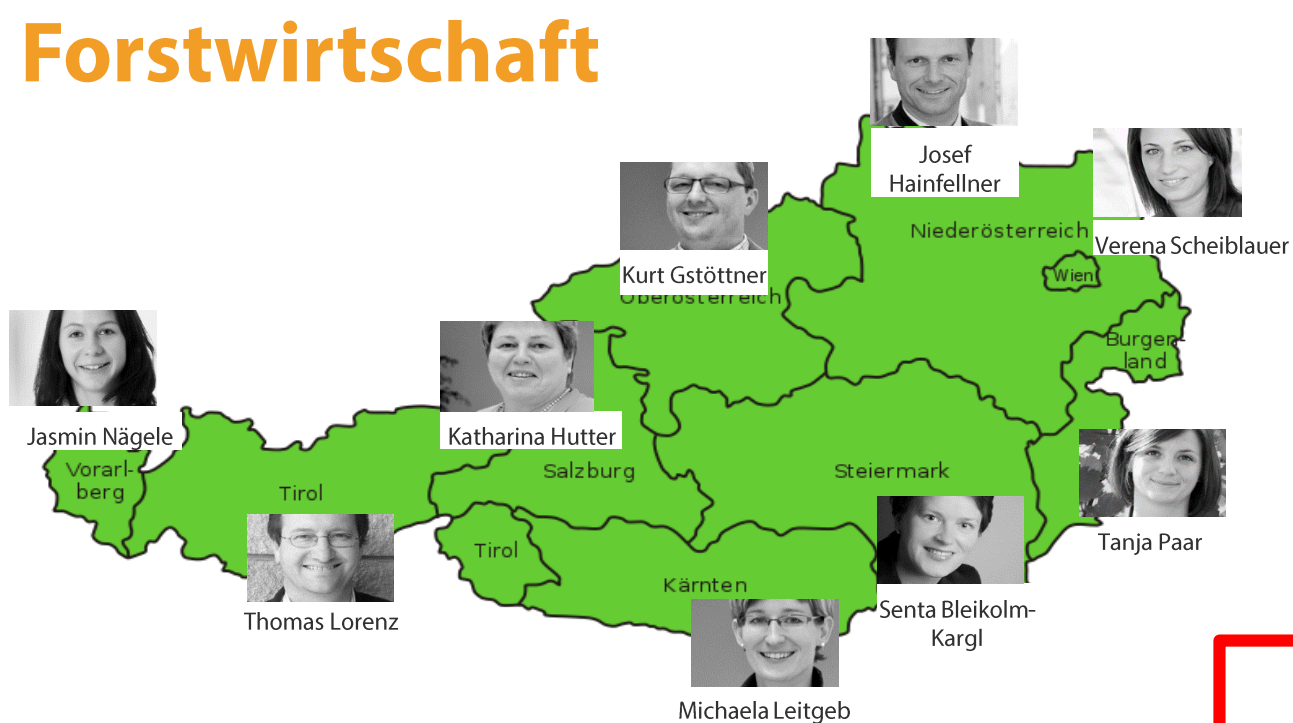 Forstwirtschaft
Josef
Hainfellner
Niederösterreich
Verena Scheiblauer
Kurt Gstöttner
Oberösterreich
Wien
Burgen-
land
Jasmin Nägele
Katharina Hutter
Vorarl-
berg
Tirol
Salzburg
Steiermark
Tanja Paar
Tirol
Kärnten
Thomas Lorenz
Senta Bleikolm-
Kargl
Michaela Leitgeb